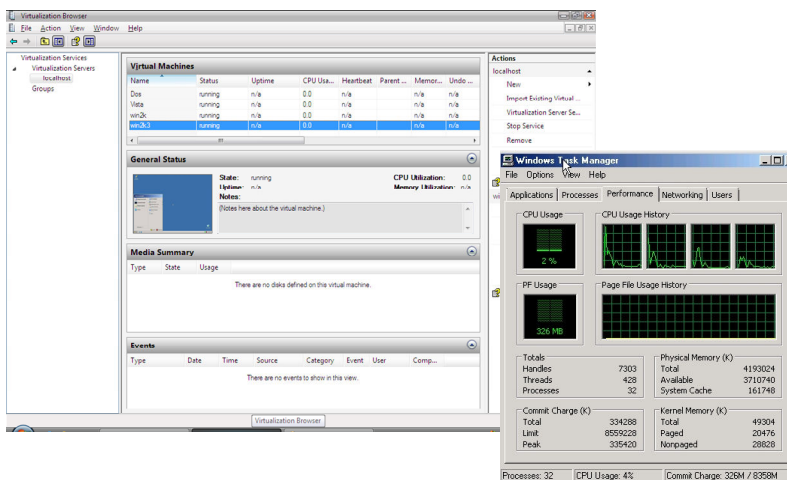 Virtualization Browser
File Action View Window Help
Virtualization Services
Virtualization Servers
localhost
Groups
Virtual Machines
Name Status Uptime CPU Usa... Heartbeat Parent ... Memor... Undo ...
Dos running n/a 0.0 n/a n/a n/a
Vista running n/a 0.0 n/a n/a n/a
win2k running n/a 0.0 n/a n/a n/a
win2k3 running n/a 0.0 n/a n/a n/a
General Status
State: running CPU Utilization: 0.0
Uptime: n/a Memory Utilization: n/a
Notes:
(Notes here about the virtual machine.)
Media Summary
Type State Usage
There are no disks defined on this virtual machine.
Events
Type Date Time Source Category Event User Comp...
There are no events to show in this view.
Virtualization Browser
Actions
localhost
New
Import Existing Virtual ...
Virtualization Server Se...
Stop Service
Remove
Windows Task Manager
File Options View Help
Applications Processes Performance Networking Users
CPU Usage CPU Usage History
2 %
PF Usage Page File Usage History
326 MB
Totals
Handles 7303
Threads 428
Processes 32
Physical Memory (K)
Total 4193024
Available 3710740
System Cache 161748
Commit Charge (K)
Total 334288
Limit 8559228
Peak 335420
Kernel Memory (K)
Total 49304
Paged 20476
Nonpaged 28828
Processes: 32 CPU Usage: 4% Commit Charge: 326M / 8358M